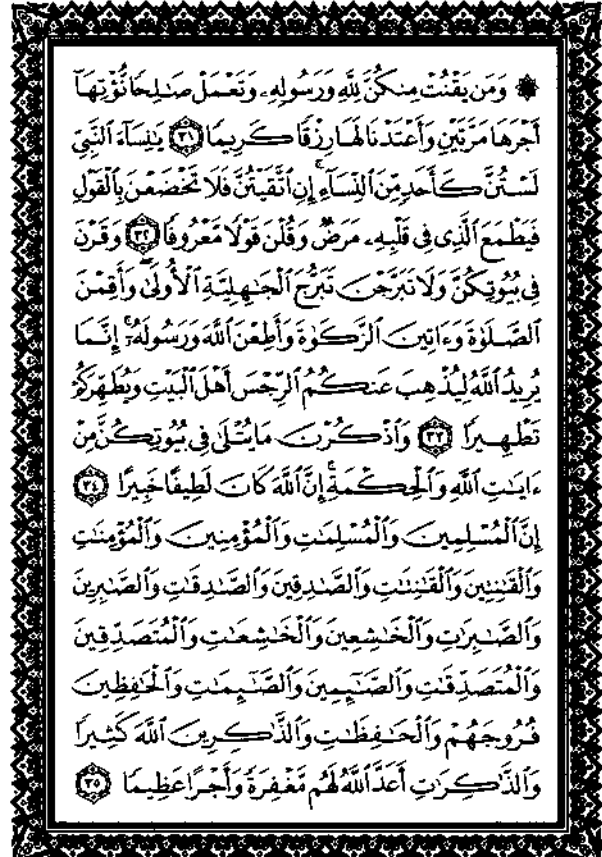 ۞ وَمَن يَقْنُتْ مِنكُنَّ لِلَّهِ وَرَسُولِهِۦ وَتَعْمَلْ صَٰلِحًا نُّؤْتِهَآ
أَجْرَهَا مَرَّتَيْنِ وَأَعْتَدْنَا لَهَا رِزْقًا كَرِيمًا ۝٣١ يَٰنِسَآءَ ٱلنَّبِىِّ
لَسْتُنَّ كَأَحَدٍ مِّنَ ٱلنِّسَآءِ ۚ إِنِ ٱتَّقَيْتُنَّ فَلَا تَخْضَعْنَ بِٱلْقَوْلِ
فَيَطْمَعَ ٱلَّذِى فِى قَلْبِهِۦ مَرَضٌ وَقُلْنَ قَوْلًا مَّعْرُوفًا ۝٣٢ وَقَرْنَ
فِى بُيُوتِكُنَّ وَلَا تَبَرَّجْنَ تَبَرُّجَ ٱلْجَٰهِلِيَّةِ ٱلْأُولَىٰ ۖ وَأَقِمْنَ
ٱلصَّلَوٰةَ وَءَاتِينَ ٱلزَّكَوٰةَ وَأَطِعْنَ ٱللَّهَ وَرَسُولَهُۥٓ ۚ إِنَّمَا
يُرِيدُ ٱللَّهُ لِيُذْهِبَ عَنكُمُ ٱلرِّجْسَ أَهْلَ ٱلْبَيْتِ وَيُطَهِّرَكُمْ
تَطْهِيرًا ۝٣٣ وَٱذْكُرْنَ مَا يُتْلَىٰ فِى بُيُوتِكُنَّ مِنْ
ءَايَٰتِ ٱللَّهِ وَٱلْحِكْمَةِ ۚ إِنَّ ٱللَّهَ كَانَ لَطِيفًا خَبِيرًا ۝٣٤
إِنَّ ٱلْمُسْلِمِينَ وَٱلْمُسْلِمَٰتِ وَٱلْمُؤْمِنِينَ وَٱلْمُؤْمِنَٰتِ
وَٱلْقَٰنِتِينَ وَٱلْقَٰنِتَٰتِ وَٱلصَّٰدِقِينَ وَٱلصَّٰدِقَٰتِ وَٱلصَّٰبِرِينَ
وَٱلصَّٰبِرَٰتِ وَٱلْخَٰشِعِينَ وَٱلْخَٰشِعَٰتِ وَٱلْمُتَصَدِّقِينَ
وَٱلْمُتَصَدِّقَٰتِ وَٱلصَّٰٓئِمِينَ وَٱلصَّٰٓئِمَٰتِ وَٱلْحَٰفِظِينَ
فُرُوجَهُمْ وَٱلْحَٰفِظَٰتِ وَٱلذَّٰكِرِينَ ٱللَّهَ كَثِيرًا
وَٱلذَّٰكِرَٰتِ أَعَدَّ ٱللَّهُ لَهُم مَّغْفِرَةً وَأَجْرًا عَظِيمًا ۝٣٥